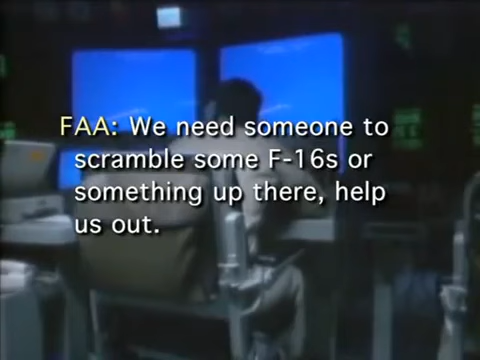 FAA: We need someone to
scramble some F-16s or
something up there, help
us out.